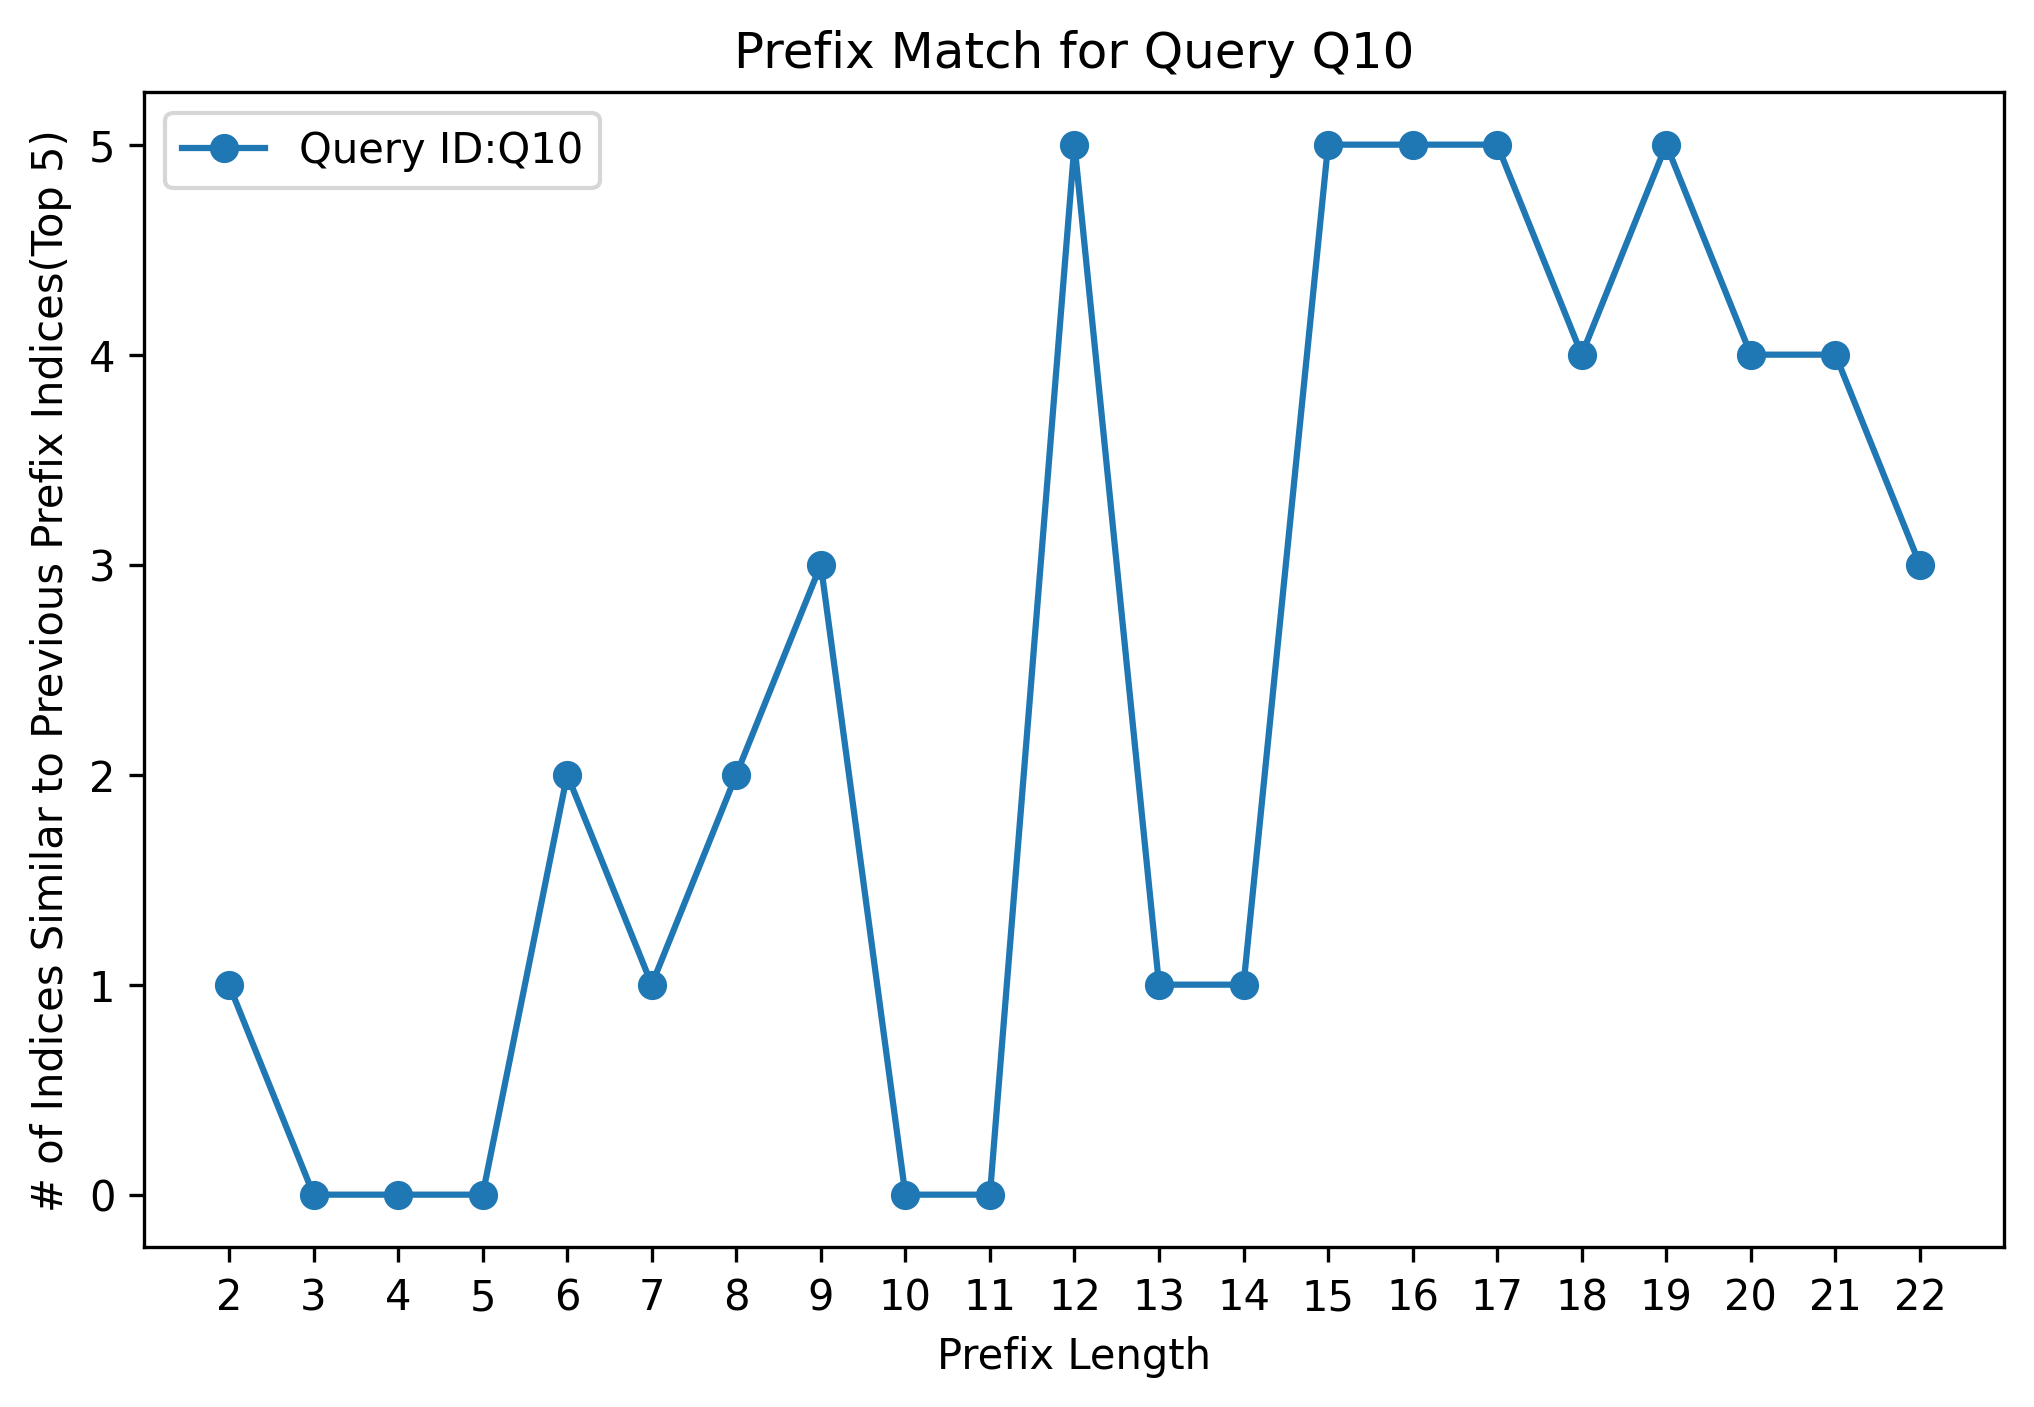 Prefix Match for Query Q10
Query ID:Q10
# of Indices Similar to Previous Prefix Indices(Top 5)
5
4
3
2
1
0
2 3 4 5 6 7 8 9 10 11 12 13 14 15 16 17 18 19 20 21 22
Prefix Length